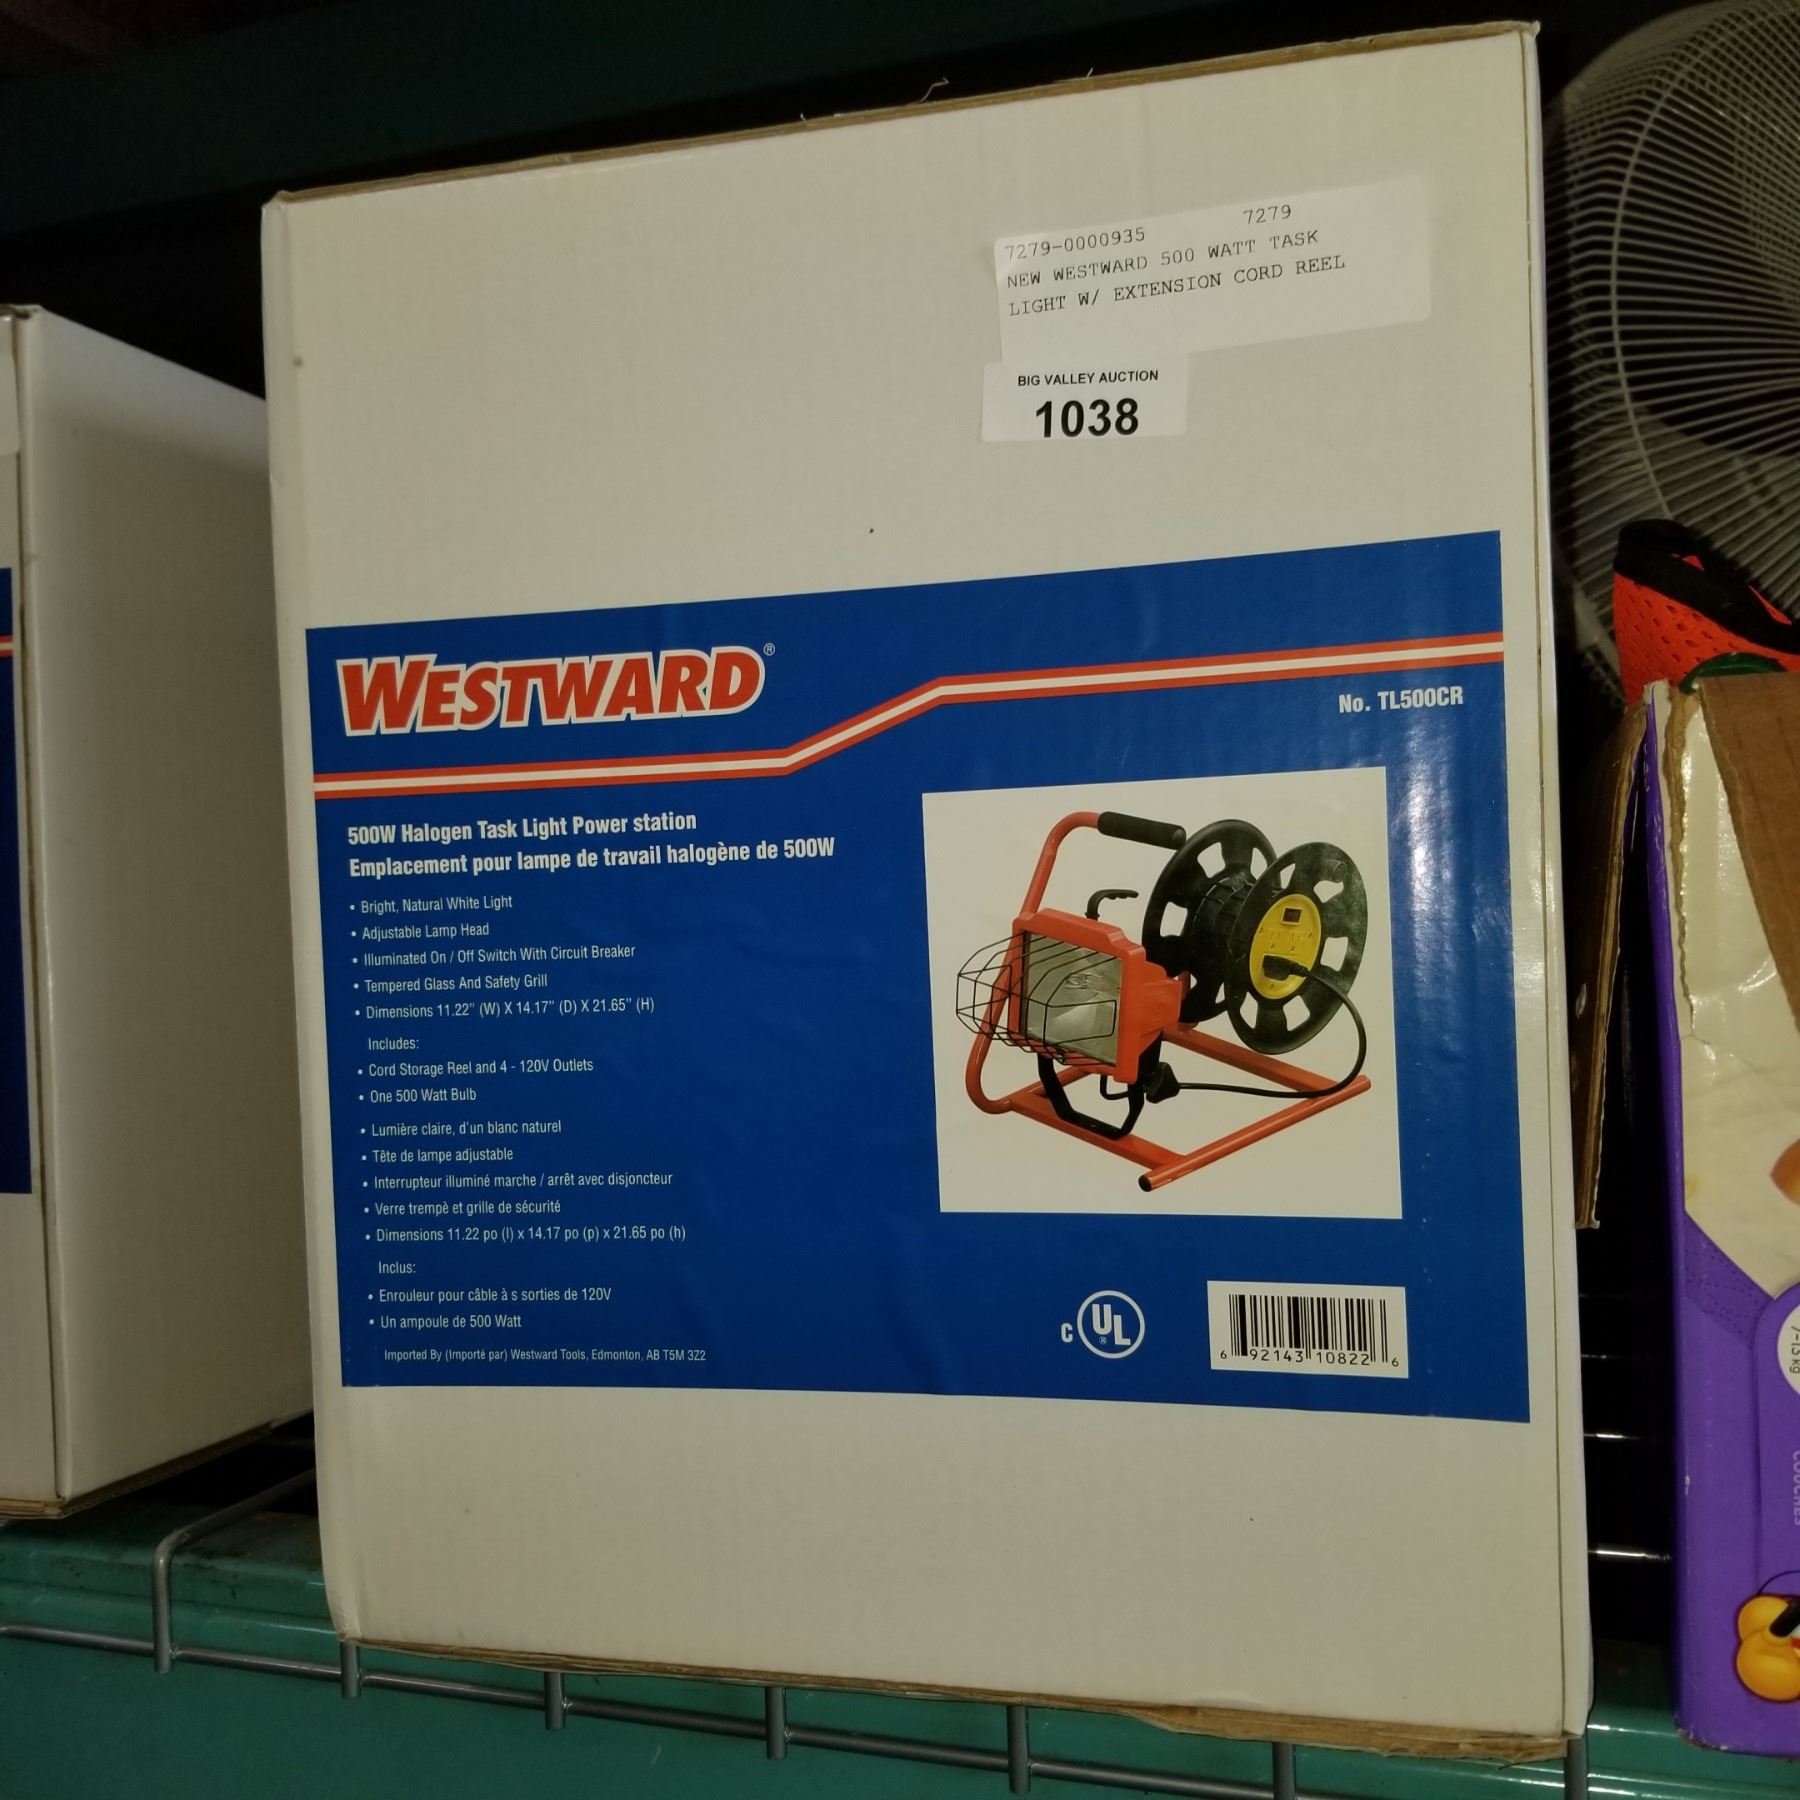 7279-0000935 7279
NEW WESTWARD 500 WATT TASK
LIGHT W/ EXTENSION CORD REEL
BIG VALLEY AUCTION
1038
WESTWARD®
No. TL500CR
500W Halogen Task Light Power station
Emplacement pour lampe de travail halogène de 500W
• Bright, Natural White Light
• Adjustable Lamp Head
• Illuminated On / Off Switch With Circuit Breaker
• Tempered Glass And Safety Grill
• Dimensions 11.22" (W) X 14.17" (D) X 21.65" (H)
Includes:
• Cord Storage Reel and 4 - 120V Outlets
• One 500 Watt Bulb
• Lumière claire, d'un blanc naturel
• Tête de lampe adjustable
• Interrupteur illuminé marche / arrêt avec disjoncteur
• Verre trempè et grille de sécurité
• Dimensions 11.22 po (l) x 14.17 po (p) x 21.65 po (h)
Inclus:
• Enrouleur pour câble à s sorties de 120V
• Un ampoule de 500 Watt
Imported By (Importé par) Westward Tools, Edmonton, AB T5M 3Z2
C UL ®
6 92143 10822 6
7-13 kg
COUCHES